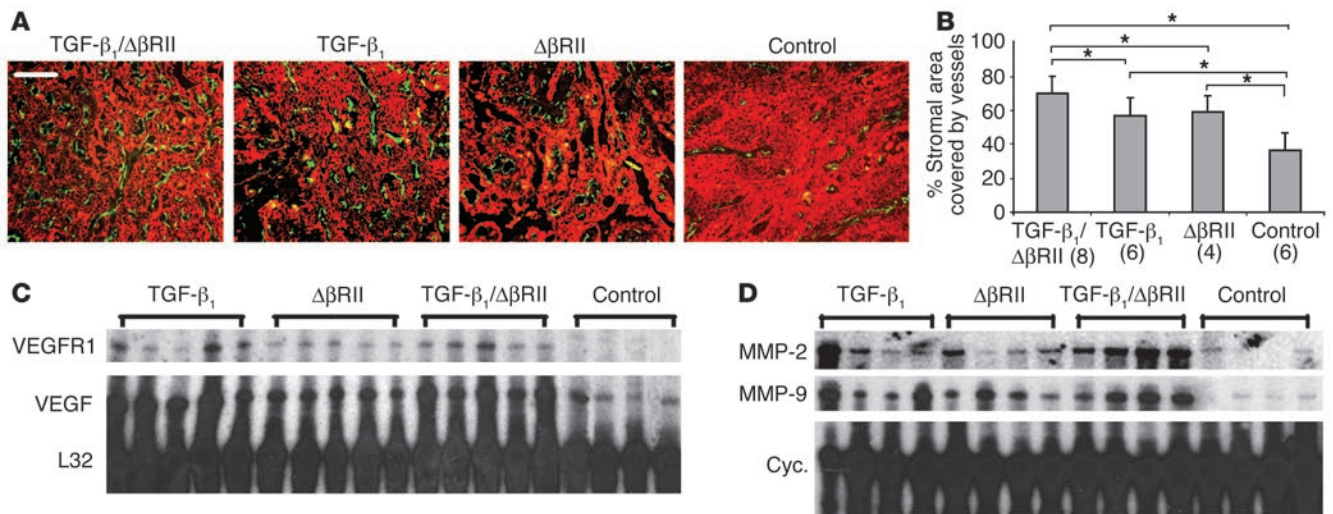 A
TGF-β₁/ΔβRII TGF-β₁ ΔβRII Control
B
% Stromal area
covered by vessels
100
80
60
40
20
0
* * * * *
TGF-β₁/
ΔβRII (8)
TGF-β₁
(6)
ΔβRII
(4)
Control
(6)
C
TGF-β₁ ΔβRII TGF-β₁/ΔβRII Control
VEGFR1
VEGF
L32
D
TGF-β₁ ΔβRII TGF-β₁/ΔβRII Control
MMP-2
MMP-9
Cyc.